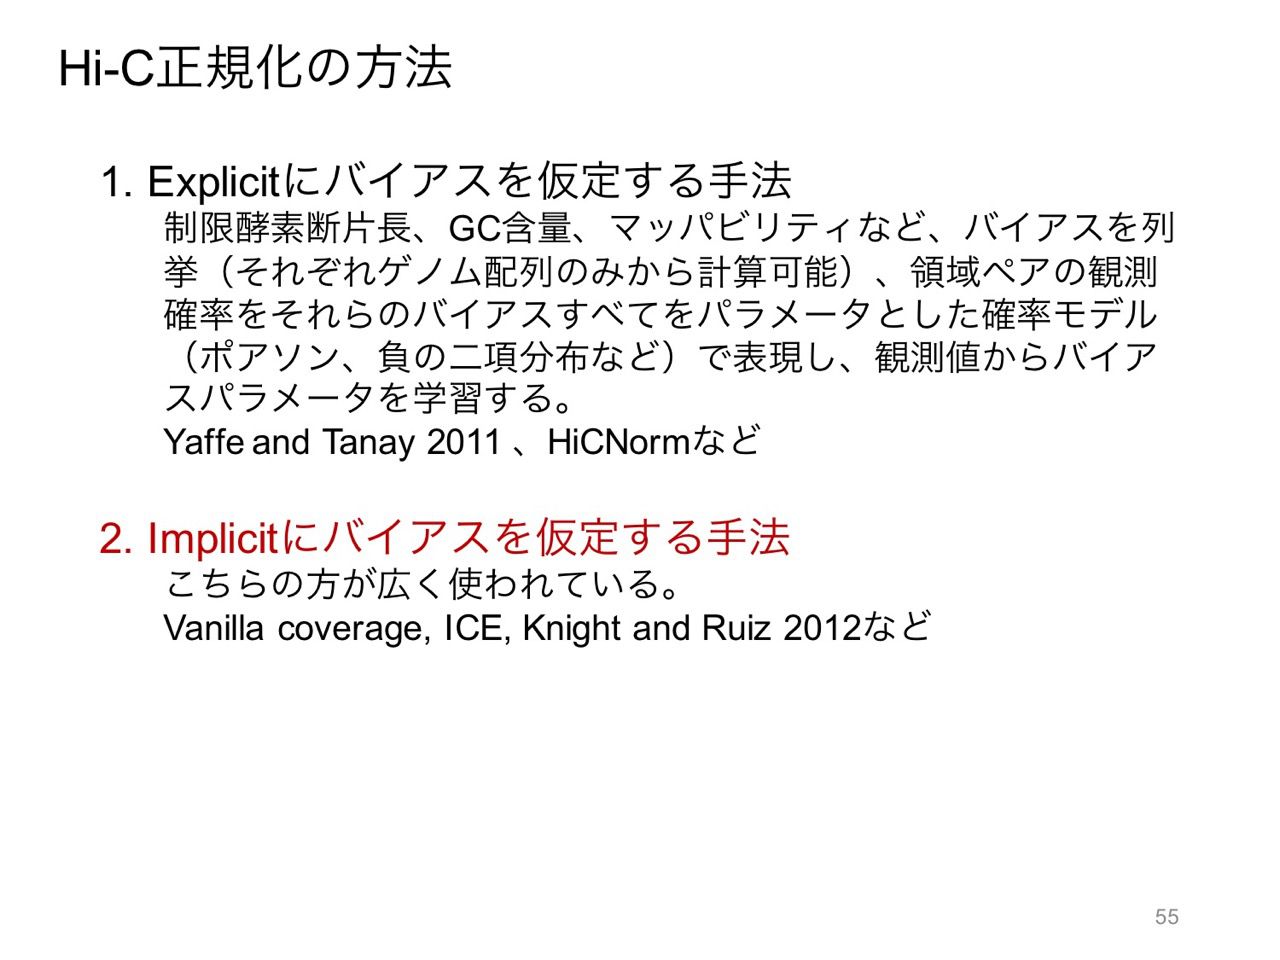 Hi-C正規化の方法
1. Explicitにバイアスを仮定する手法
制限酵素断片長、GC含量、マッパビリティなど、バイアスを列
挙（それぞれゲノム配列のみから計算可能）、領域ペアの観測
確率をそれらのバイアスすべてをパラメータとした確率モデル
（ポアソン、負の二項分布など）で表現し、観測値からバイア
スパラメータを学習する。
Yaffe and Tanay 2011 、HiCNormなど
2. Implicitにバイアスを仮定する手法
こちらの方が広く使われている。
Vanilla coverage, ICE, Knight and Ruiz 2012など
55